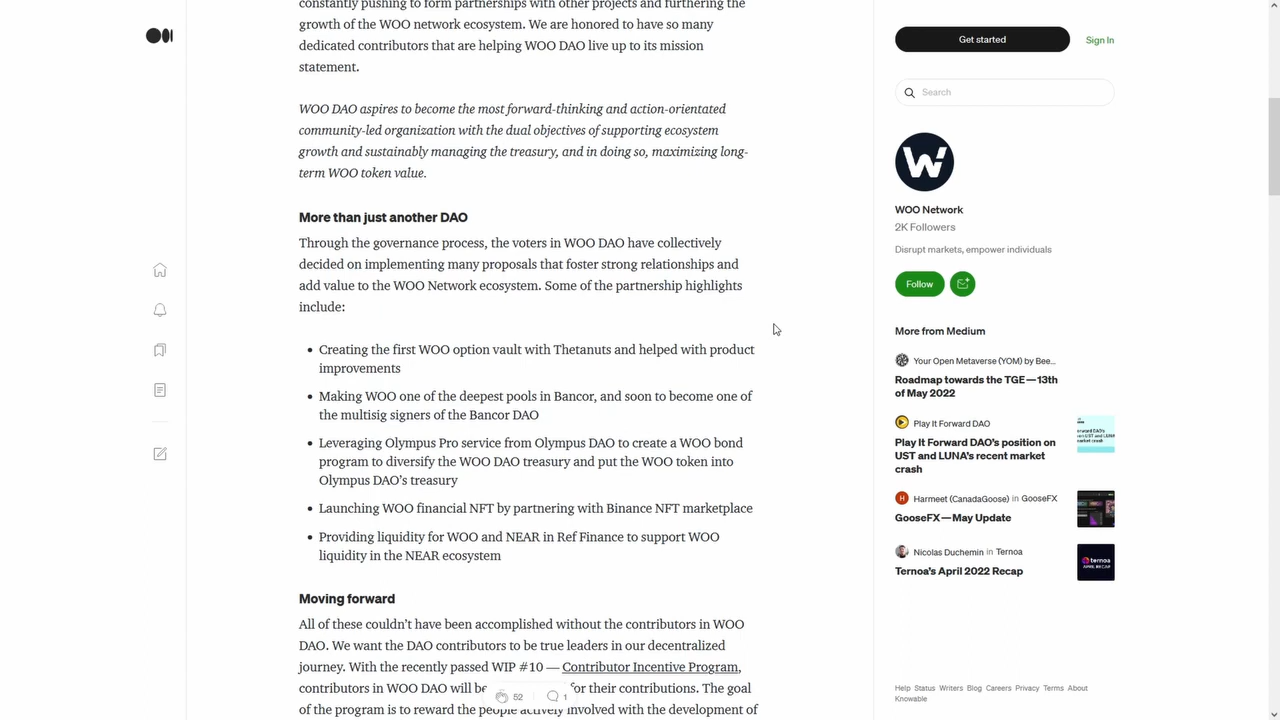 constantly pushing to form partnerships with other projects and furthering the
growth of the WOO network ecosystem. We are honored to have so many
dedicated contributors that are helping WOO DAO live up to its mission
statement.
WOO DAO aspires to become the most forward-thinking and action-orientated
community-led organization with the dual objectives of supporting ecosystem
growth and sustainably managing the treasury, and in doing so, maximizing long-
term WOO token value.
More than just another DAO
Through the governance process, the voters in WOO DAO have collectively
decided on implementing many proposals that foster strong relationships and
add value to the WOO Network ecosystem. Some of the partnership highlights
include:
• Creating the first WOO option vault with Thetanuts and helped with product
improvements
• Making WOO one of the deepest pools in Bancor, and soon to become one of
the multisig signers of the Bancor DAO
• Leveraging Olympus Pro service from Olympus DAO to create a WOO bond
program to diversify the WOO DAO treasury and put the WOO token into
Olympus DAO's treasury
• Launching WOO financial NFT by partnering with Binance NFT marketplace
• Providing liquidity for WOO and NEAR in Ref Finance to support WOO
liquidity in the NEAR ecosystem
Moving forward
All of these couldn't have been accomplished without the contributors in WOO
DAO. We want the DAO contributors to be true leaders in our decentralized
journey. With the recently passed WIP #10 — Contributor Incentive Program,
contributors in WOO DAO will be for their contributions. The goal
of the program is to reward the people actively involved with the development of
52
1
Get started
Sign In
Search
W
WOO Network
2K Followers
Disrupt markets, empower individuals
Follow
More from Medium
Your Open Metaverse (YOM) by Bee...
Roadmap towards the TGE — 13th
of May 2022
Play It Forward DAO
Play It Forward DAO's position on
UST and LUNA's recent market
crash
H
Harmeet (CanadaGoose) in GooseFX
GooseFX — May Update
Nicolas Duchemin in Ternoa
Ternoa's April 2022 Recap
Help Status Writers Blog Careers Privacy Terms About
Knowable